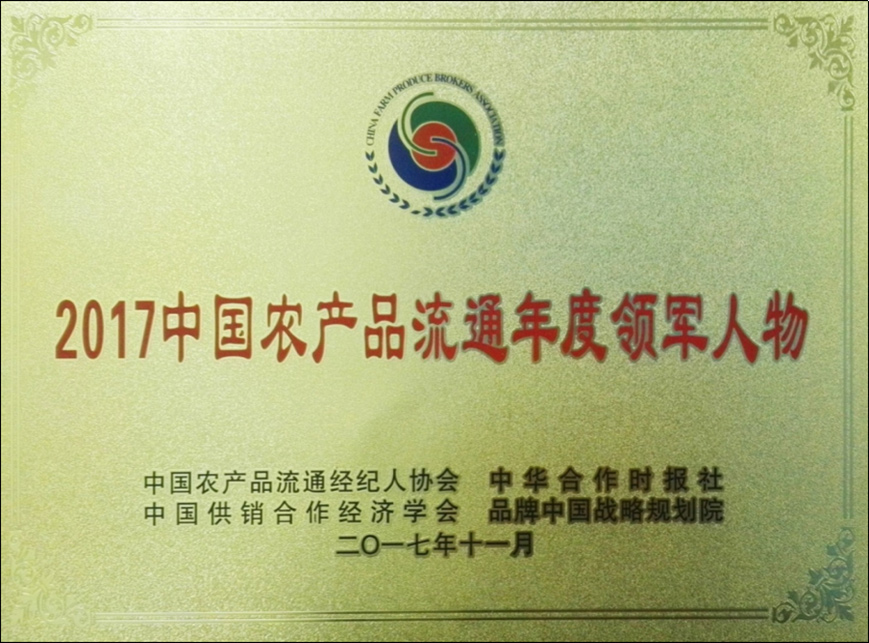 CHINA FARM PRODUCE BROKERS ASSOCIATION
2017中国农产品流通年度领军人物
中国农产品流通经纪人协会 中华合作时报社
中国供销合作经济学会 品牌中国战略规划院
二〇一七年十一月